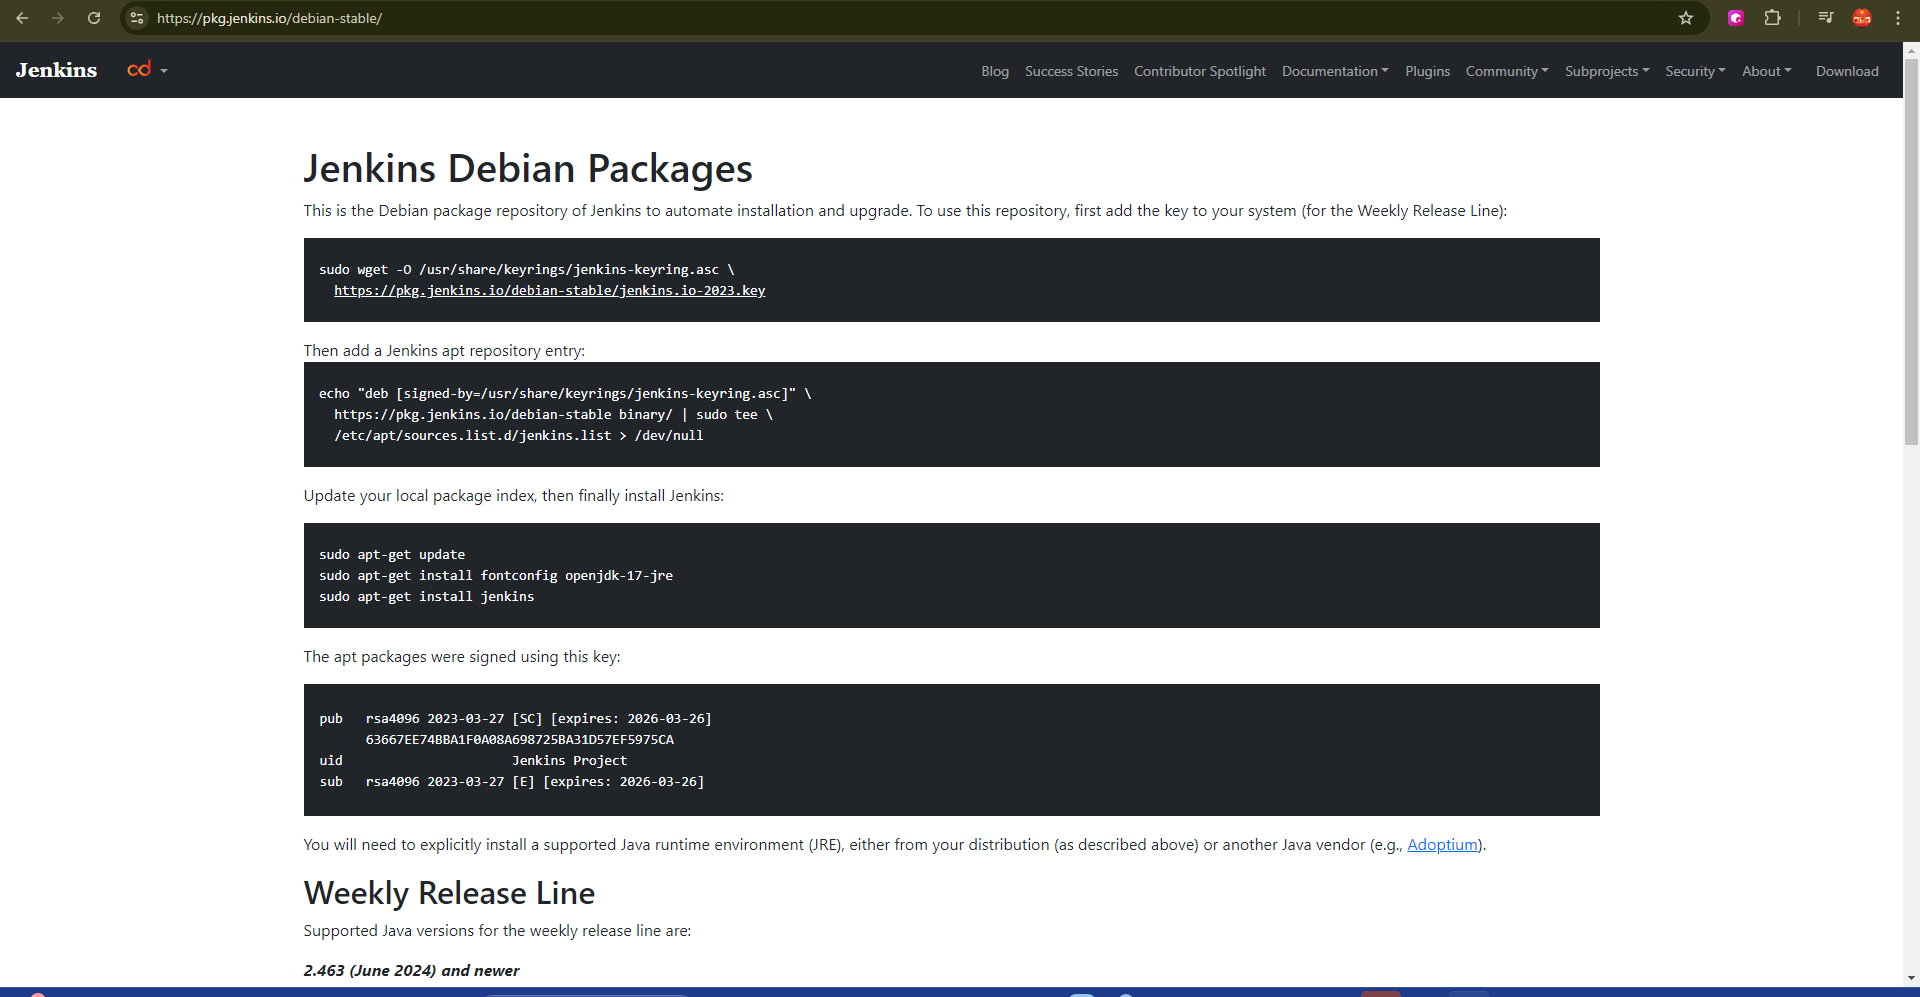 https://pkg.jenkins.io/debian-stable/
Jenkins cd Blog Success Stories Contributor Spotlight Documentation Plugins Community Subprojects Security About Download
Jenkins Debian Packages
This is the Debian package repository of Jenkins to automate installation and upgrade. To use this repository, first add the key to your system (for the Weekly Release Line):
sudo wget -O /usr/share/keyrings/jenkins-keyring.asc \
https://pkg.jenkins.io/debian-stable/jenkins.io-2023.key
Then add a Jenkins apt repository entry:
echo "deb [signed-by=/usr/share/keyrings/jenkins-keyring.asc]" \
https://pkg.jenkins.io/debian-stable binary/ | sudo tee \
/etc/apt/sources.list.d/jenkins.list > /dev/null
Update your local package index, then finally install Jenkins:
sudo apt-get update
sudo apt-get install fontconfig openjdk-17-jre
sudo apt-get install jenkins
The apt packages were signed using this key:
pub rsa4096 2023-03-27 [SC] [expires: 2026-03-26]
63667EE74BBA1F0A08A698725BA31D57EF5975CA
uid Jenkins Project
sub rsa4096 2023-03-27 [E] [expires: 2026-03-26]
You will need to explicitly install a supported Java runtime environment (JRE), either from your distribution (as described above) or another Java vendor (e.g., Adoptium).
Weekly Release Line
Supported Java versions for the weekly release line are:
2.463 (June 2024) and newer